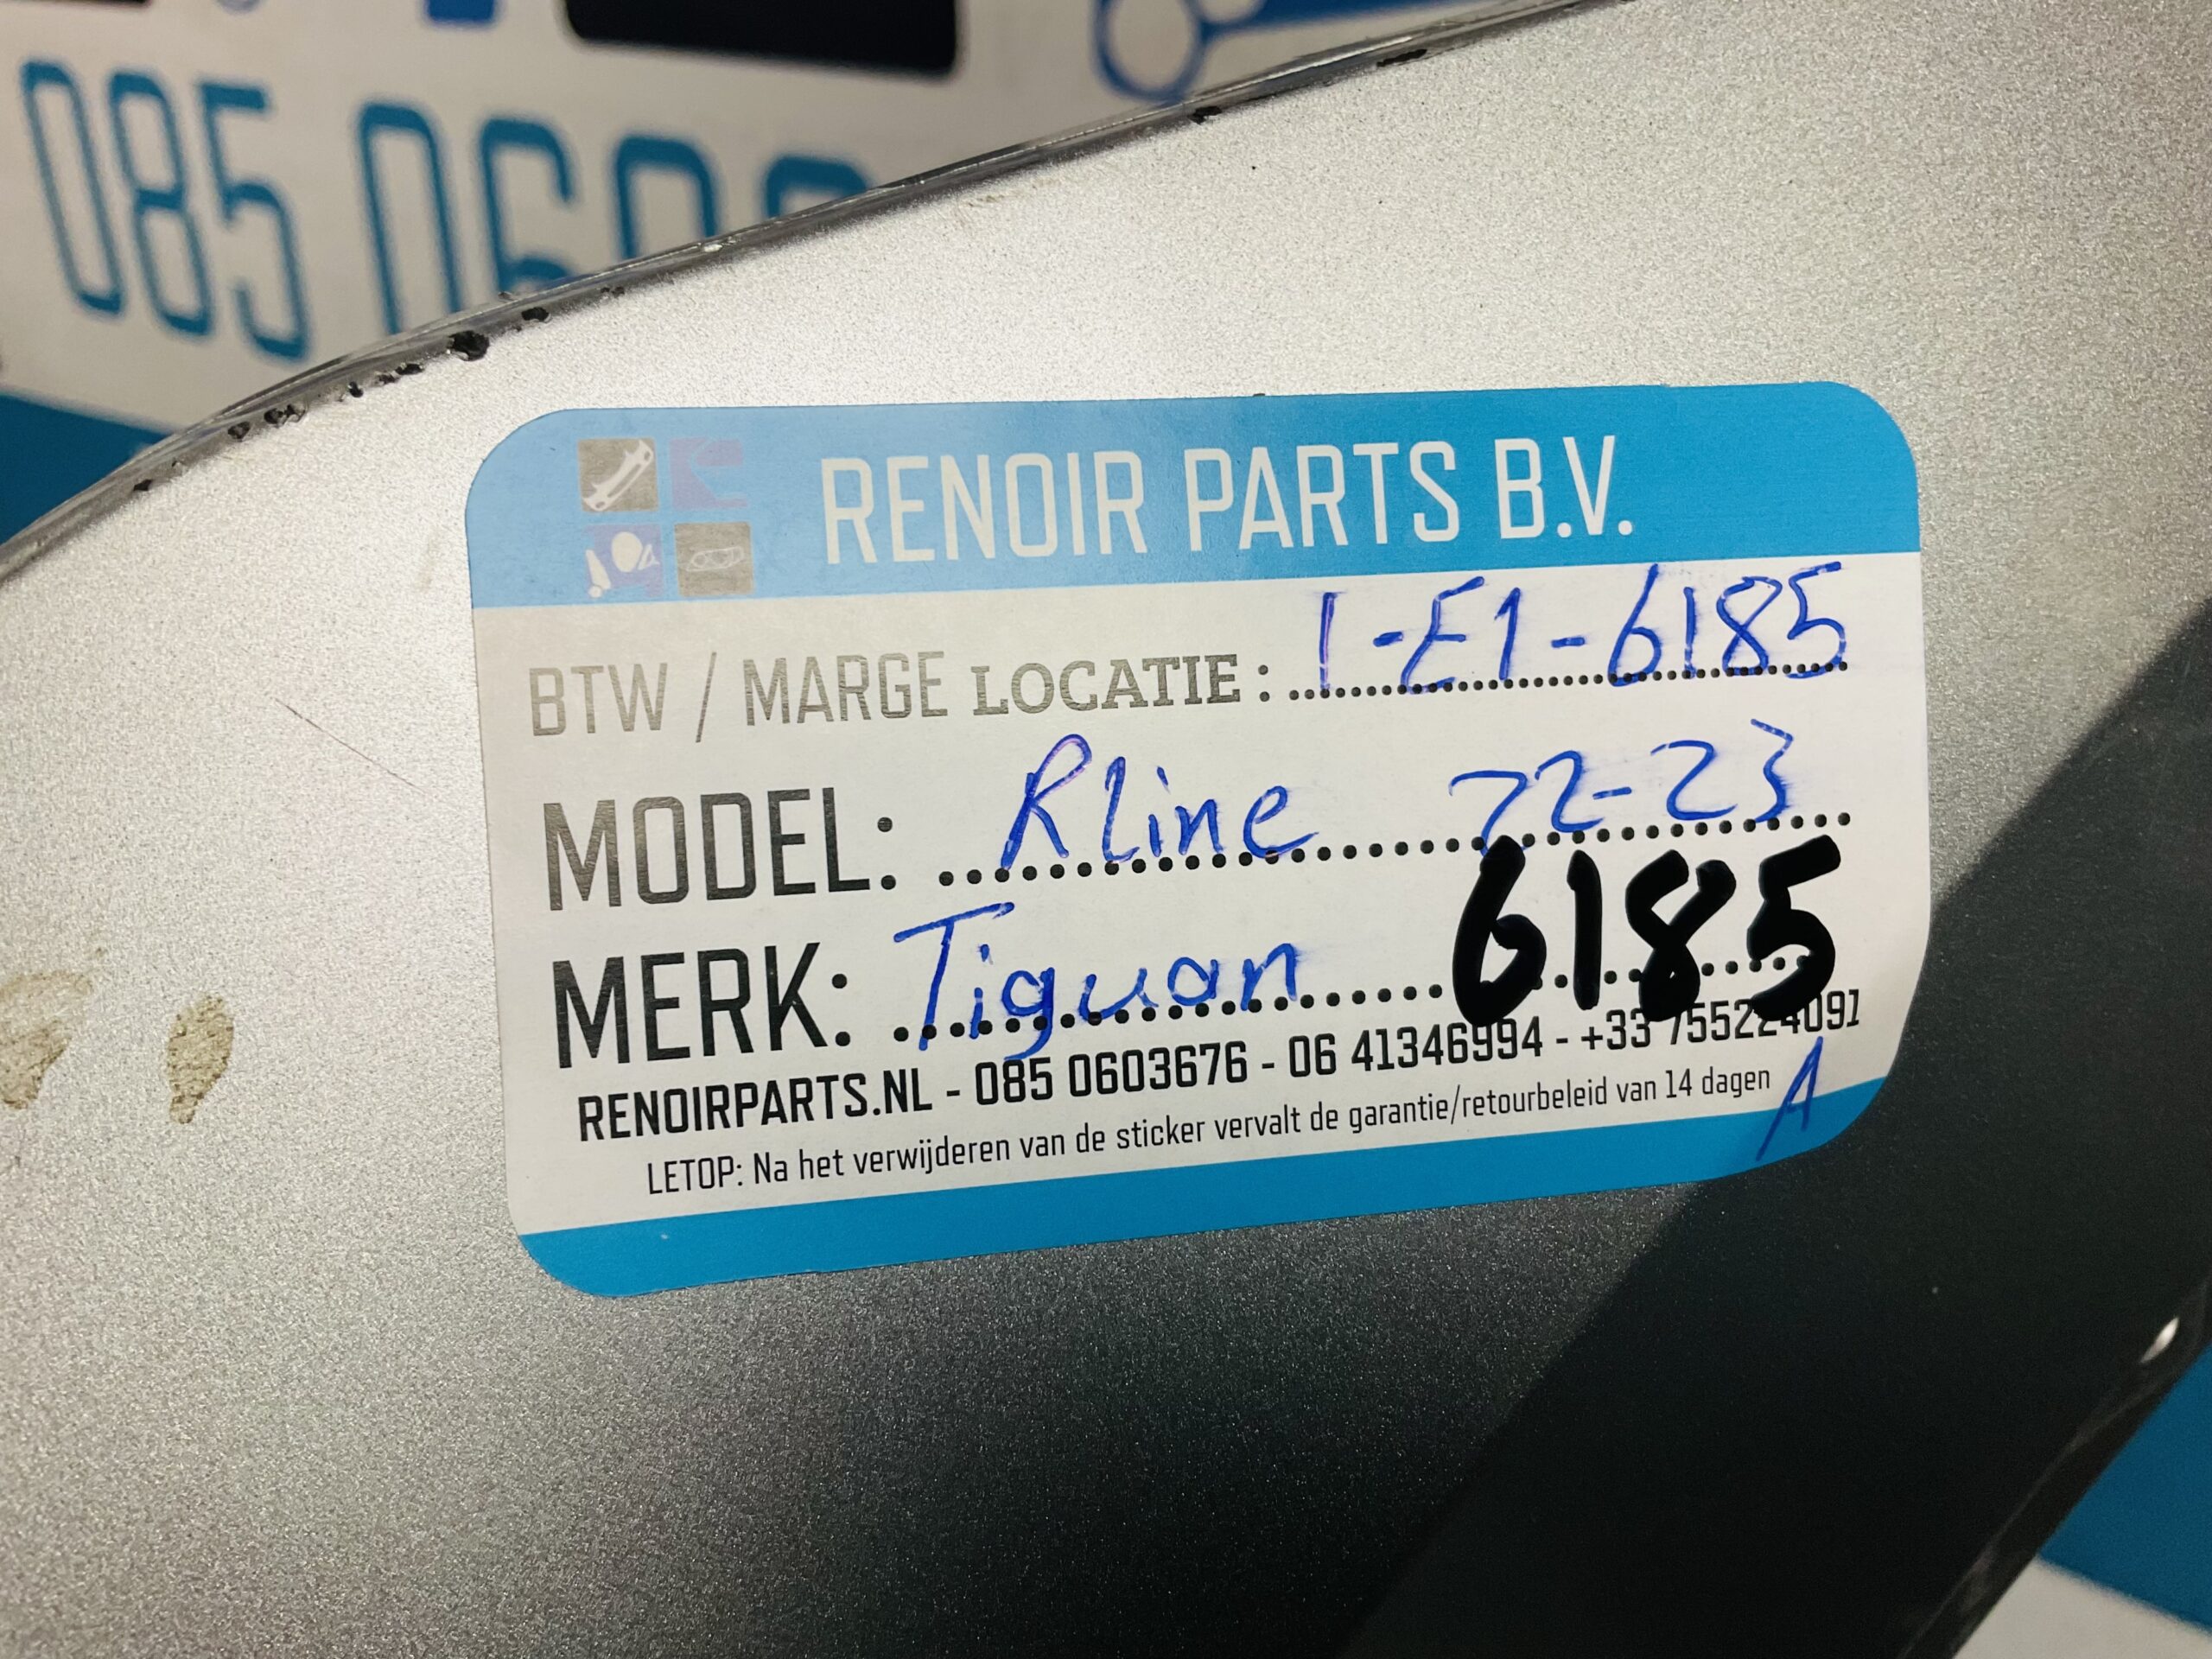 085 060
RENOIR PARTS B.V.
BTW / MARGE LOCATIE : 1-E1-6185
MODEL: Rline 22-23
MERK: Tiguan 6185
RENOIRPARTS.NL - 085 0603676 - 06 41346994 - +33 755224091
LETOP: Na het verwijderen van de sticker vervalt de garantie/retourbeleid van 14 dagen
A